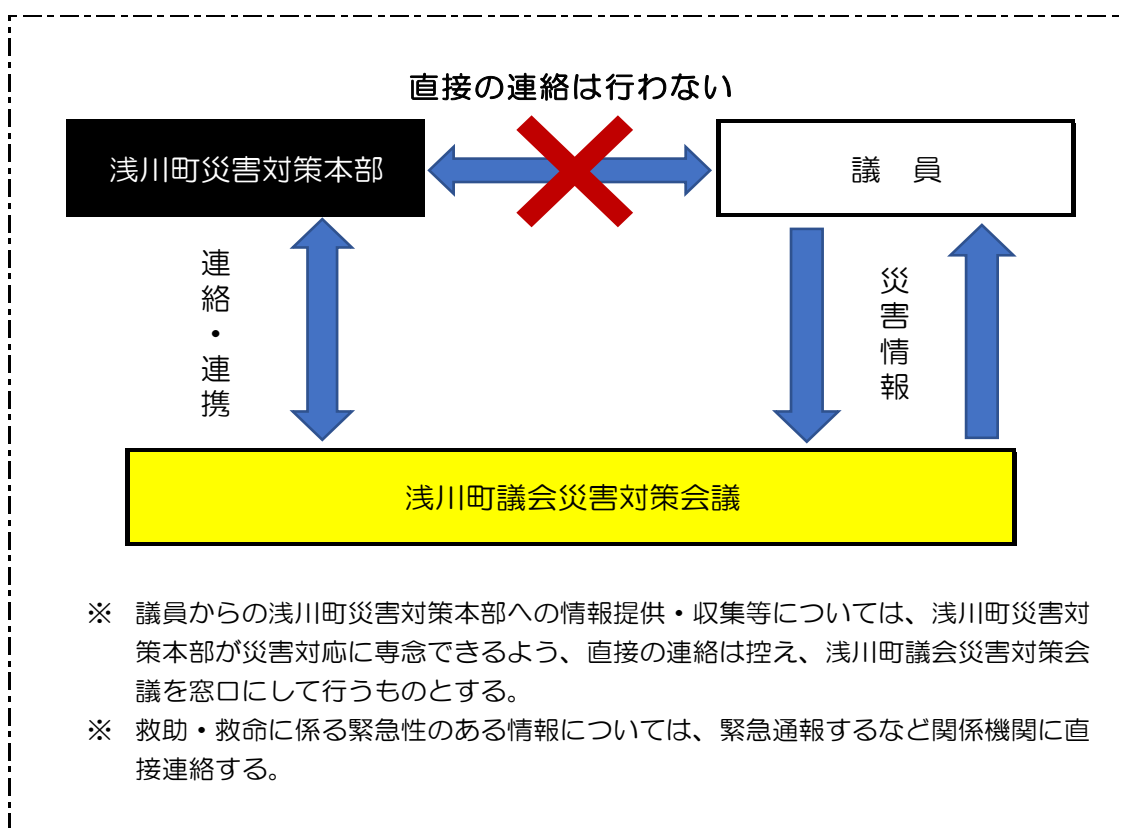 直接の連絡は行わない
浅川町災害対策本部
議　員
連絡・連携
災害情報
浅川町議会災害対策会議
※　議員からの浅川町災害対策本部への情報提供・収集等については、浅川町災害対
策本部が災害対応に専念できるよう、直接の連絡は控え、浅川町議会災害対策会
議を窓口にして行うものとする。
※　救助・救命に係る緊急性のある情報については、緊急通報するなど関係機関に直
接連絡する。